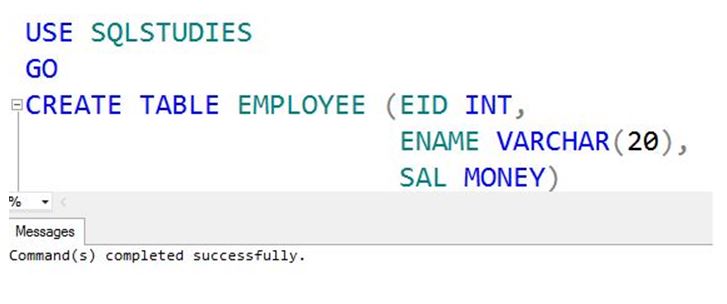 USE SQLSTUDIES
GO
CREATE TABLE EMPLOYEE (EID INT,
ENAME VARCHAR(20),
SAL MONEY)
%
Messages
Command(s) completed successfully.